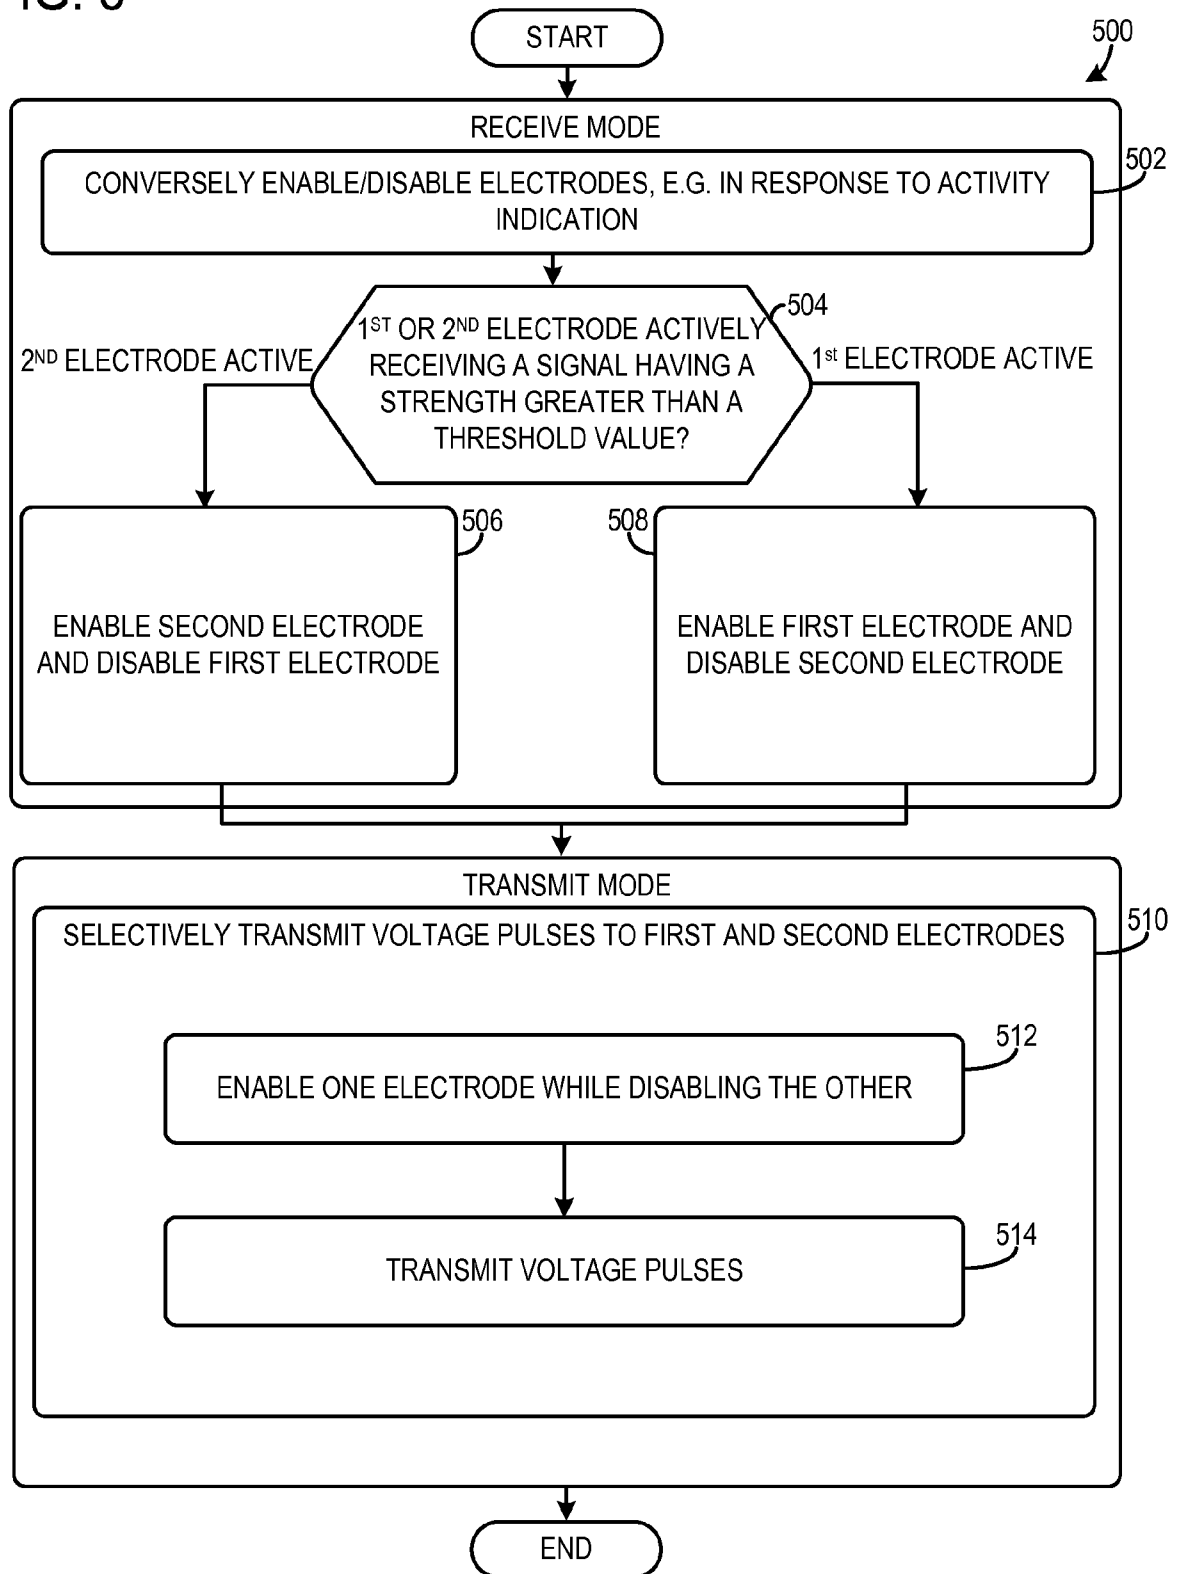 START
500
RECEIVE MODE
502
CONVERSELY ENABLE/DISABLE ELECTRODES, E.G. IN RESPONSE TO ACTIVITY
INDICATION
504
1ST OR 2ND ELECTRODE ACTIVELY
RECEIVING A SIGNAL HAVING A
STRENGTH GREATER THAN A
THRESHOLD VALUE?
2ND ELECTRODE ACTIVE
1st ELECTRODE ACTIVE
506
508
ENABLE SECOND ELECTRODE
AND DISABLE FIRST ELECTRODE
ENABLE FIRST ELECTRODE AND
DISABLE SECOND ELECTRODE
TRANSMIT MODE
510
SELECTIVELY TRANSMIT VOLTAGE PULSES TO FIRST AND SECOND ELECTRODES
512
ENABLE ONE ELECTRODE WHILE DISABLING THE OTHER
514
TRANSMIT VOLTAGE PULSES
END